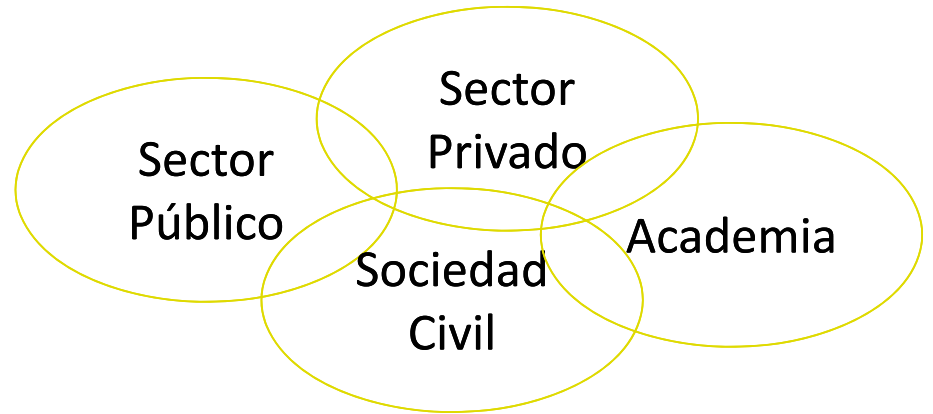 Sector
Privado
Sector
Público
Academia
Sociedad
Civil